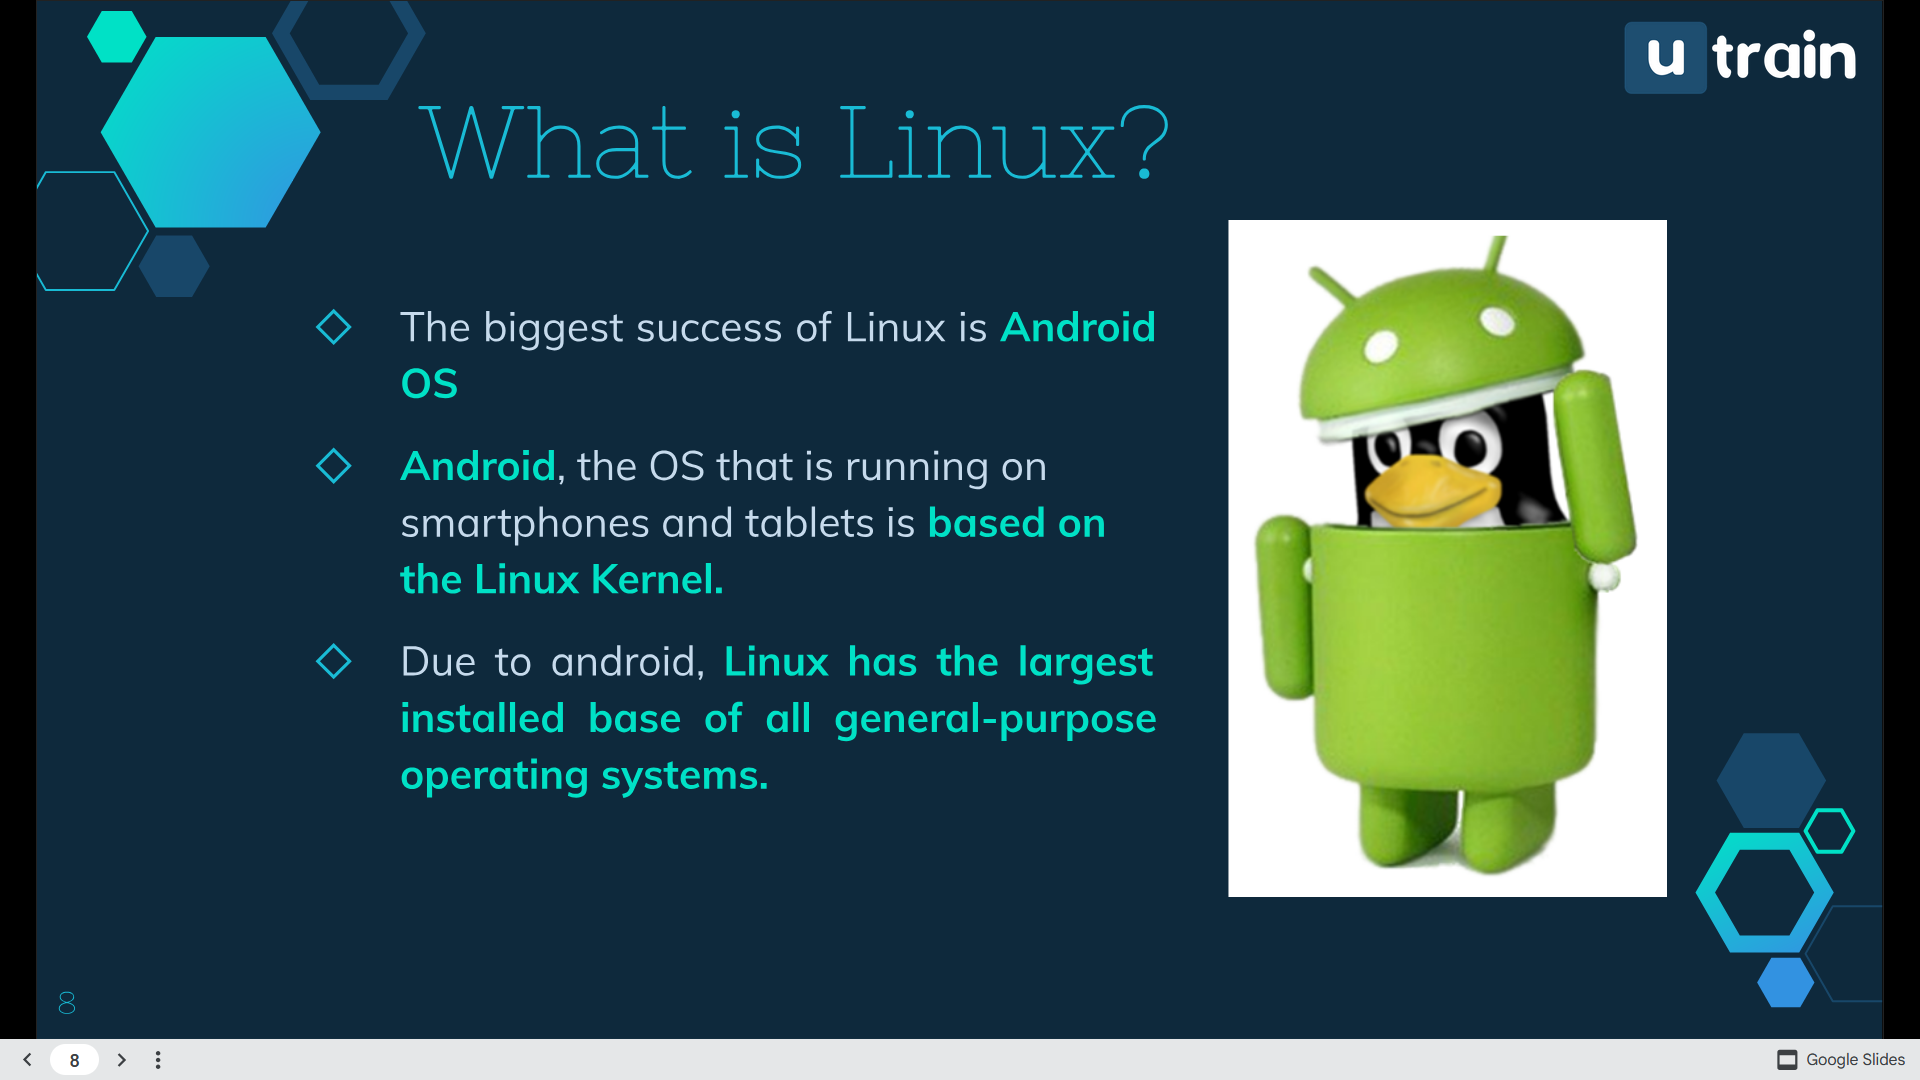 u train
What is Linux?
The biggest success of Linux is Android
OS
Android, the OS that is running on
smartphones and tablets is based on
the Linux Kernel.
Due to android, Linux has the largest
installed base of all general-purpose
operating systems.
8
8
Google Slides